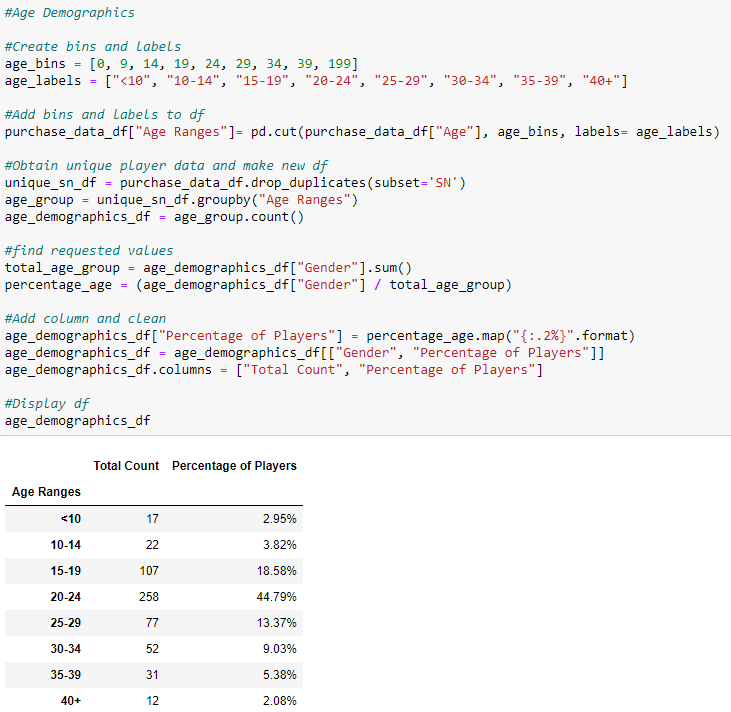 #Age Demographics
#Create bins and labels
age_bins = [0, 9, 14, 19, 24, 29, 34, 39, 199]
age_labels = ["<10", "10-14", "15-19", "20-24", "25-29", "30-34", "35-39", "40+"]
#Add bins and labels to df
purchase_data_df["Age Ranges"]= pd.cut(purchase_data_df["Age"], age_bins, labels= age_labels)
#Obtain unique player data and make new df
unique_sn_df = purchase_data_df.drop_duplicates(subset='SN')
age_group = unique_sn_df.groupby("Age Ranges")
age_demographics_df = age_group.count()
#find requested values
total_age_group = age_demographics_df["Gender"].sum()
percentage_age = (age_demographics_df["Gender"] / total_age_group)
#Add column and clean
age_demographics_df["Percentage of Players"] = percentage_age.map("{:.2%}".format)
age_demographics_df = age_demographics_df[["Gender", "Percentage of Players"]]
age_demographics_df.columns = ["Total Count", "Percentage of Players"]
#Display df
age_demographics_df
Total Count Percentage of Players
Age Ranges
<10 17 2.95%
10-14 22 3.82%
15-19 107 18.58%
20-24 258 44.79%
25-29 77 13.37%
30-34 52 9.03%
35-39 31 5.38%
40+ 12 2.08%